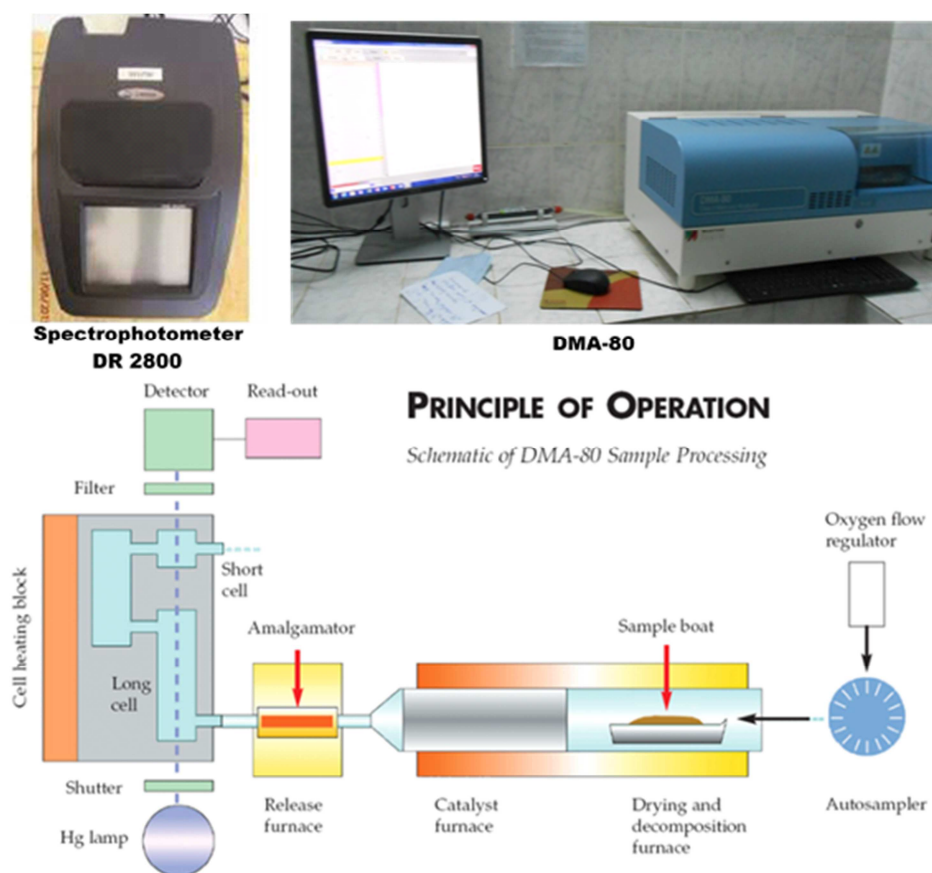 Spectrophotometer
DR 2800
DMA-80
DMA-80
PRINCIPLE OF OPERATION
Schematic of DMA-80 Sample Processing
Detector
Read-out
Filter
Cell heating block
Short
cell
Long
cell
Shutter
Hg lamp
Amalgamator
Release
furnace
Catalyst
furnace
Sample boat
Drying and
decomposition
furnace
Oxygen flow
regulator
Autosampler